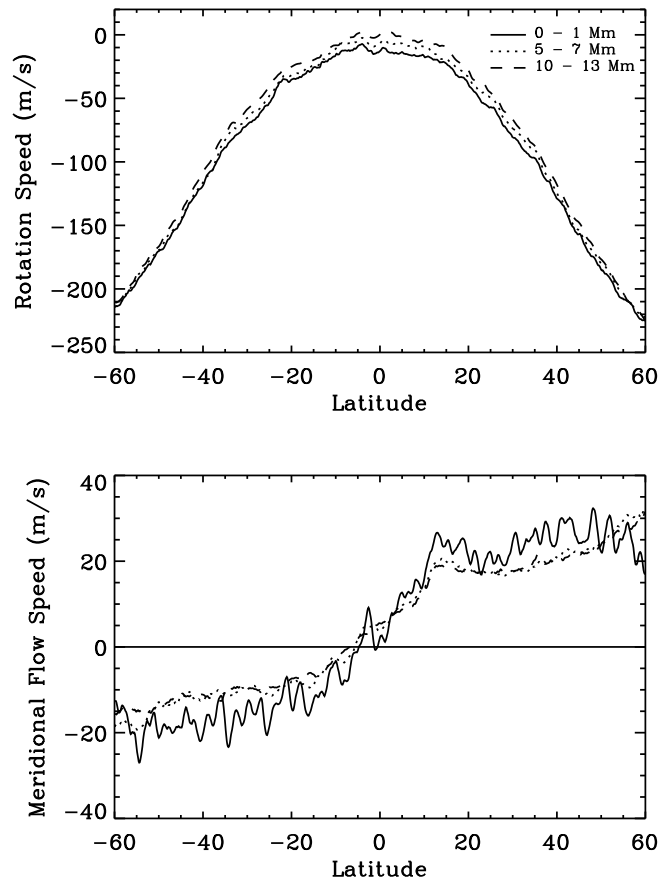 0
−50
−100
−150
−200
−250
Rotation Speed (m/s)
0 − 1 Mm
5 − 7 Mm
10 − 13 Mm
−60 −40 −20 0 20 40 60
Latitude
40
20
0
−20
−40
Meridional Flow Speed (m/s)
−60 −40 −20 0 20 40 60
Latitude